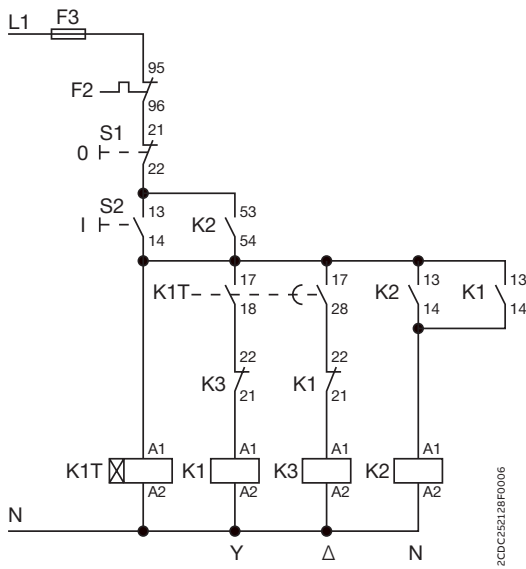 L1 F3
95
F2
96
S1 21
0
22
S2 13 K2 53
I
14 54
K1T 17 17 K2 13 K1 13
18 28 14 14
22 22
K3 K1
21 21
A1 A1 A1 A1
K1T K1 K3 K2
A2 A2 A2 A2
N
Y Δ N
2CDC252128F0006